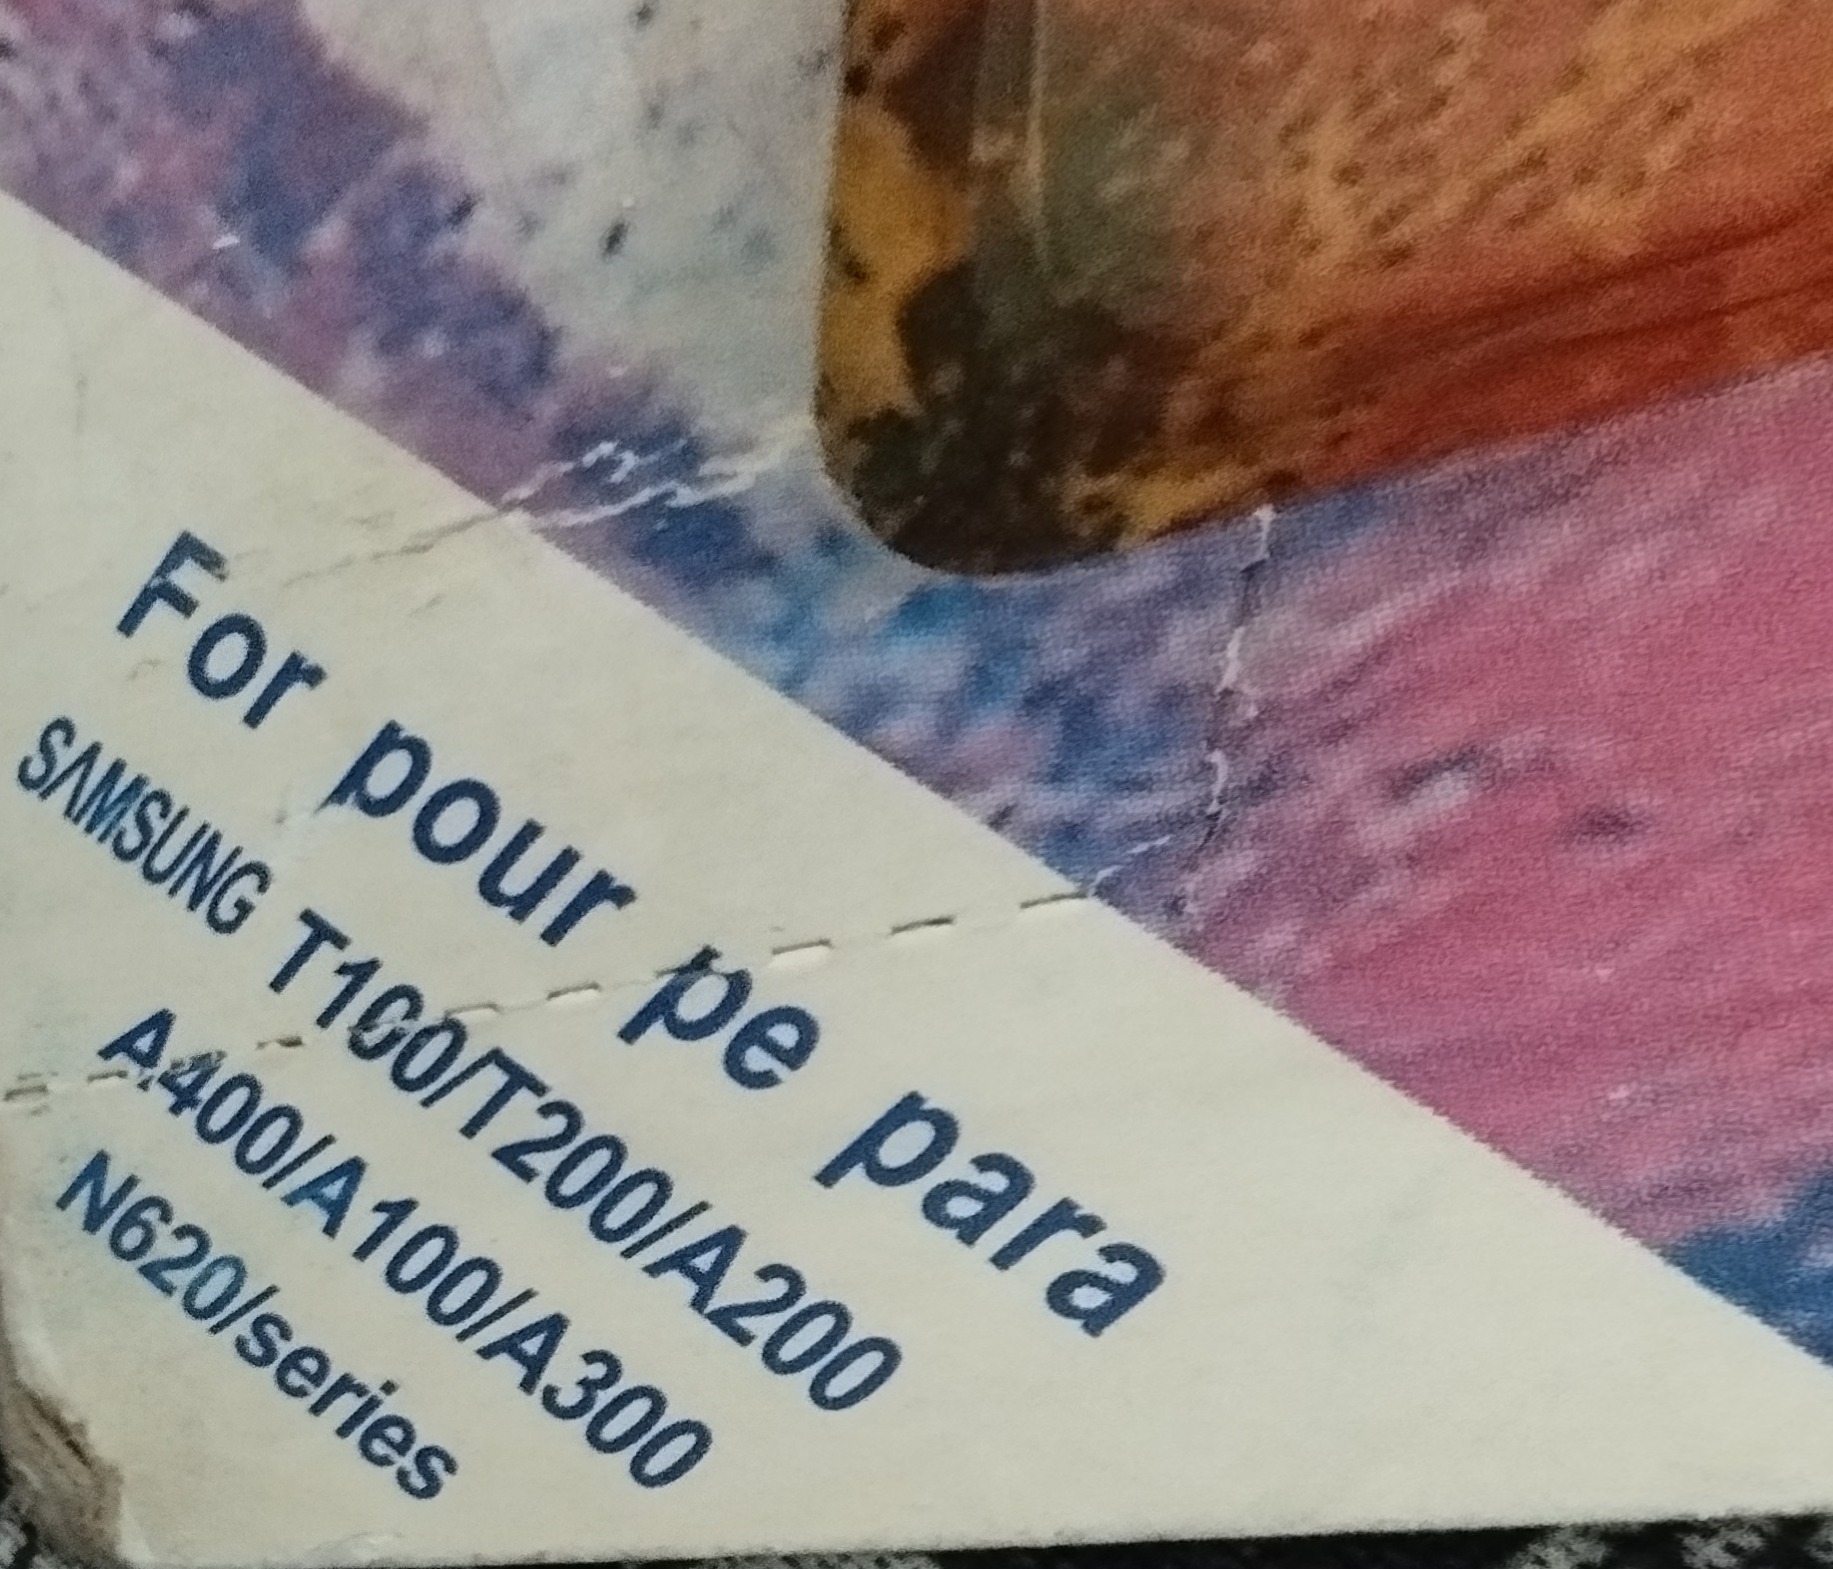 For pour pe para
SAMSUNG T100/T200/A200
A400/A100/A300
N620/series